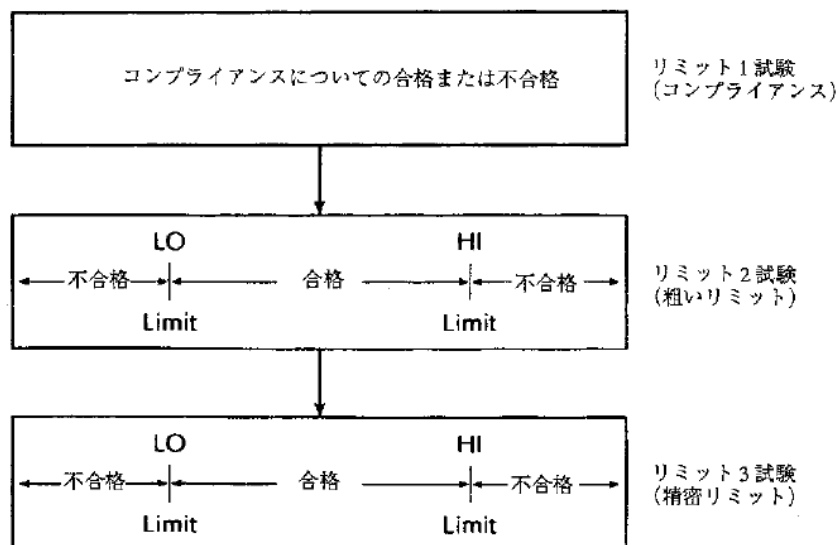 コンプライアンスについての合格または不合格
リミット1試験
(コンプライアンス)
LO HI
不合格 合格 不合格
Limit Limit
リミット2試験
(粗いリミット)
LO HI
不合格 合格 不合格
Limit Limit
リミット3試験
(精密リミット)